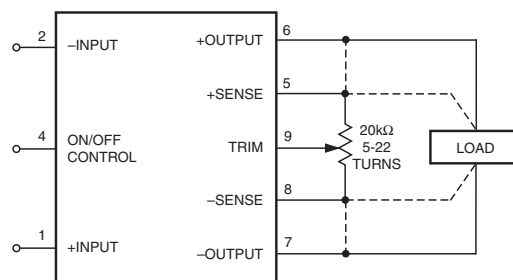 2
–INPUT
+OUTPUT
6
+SENSE
5
4
ON/OFF
CONTROL
TRIM
9
20kΩ
5-22
TURNS
LOAD
–SENSE
8
1
+INPUT
–OUTPUT
7